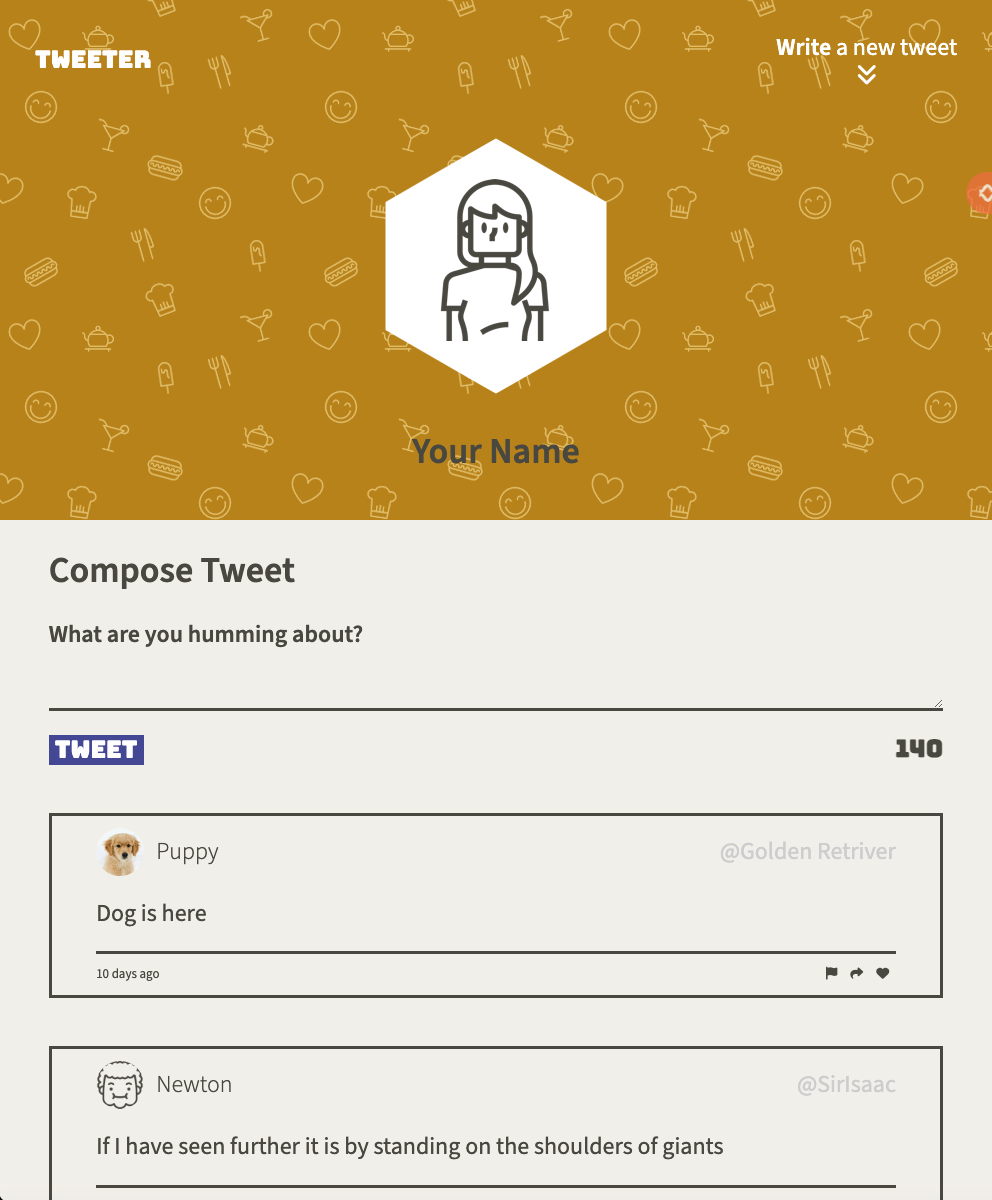 TWEETER
Write a new tweet
Your Name
Compose Tweet
What are you humming about?
TWEET
140
Puppy
@Golden Retriver
Dog is here
10 days ago
Newton
@SirIsaac
If I have seen further it is by standing on the shoulders of giants